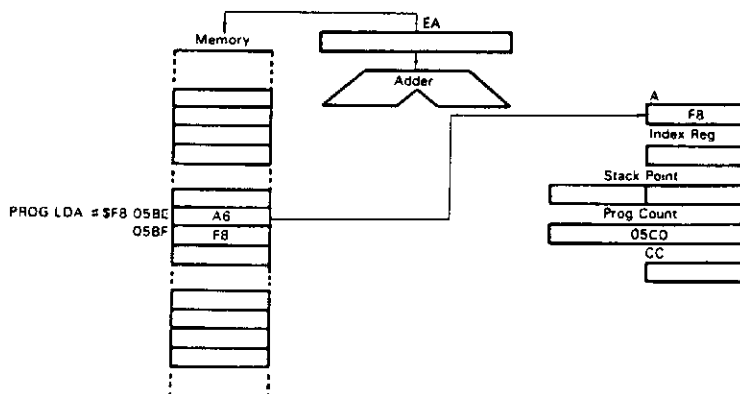 EA
Memory
Adder
A
F8
Index Reg
Stack Point
PROG LDA #$F8 05BE
A6
Prog Count
05BF
F8
05C0
CC